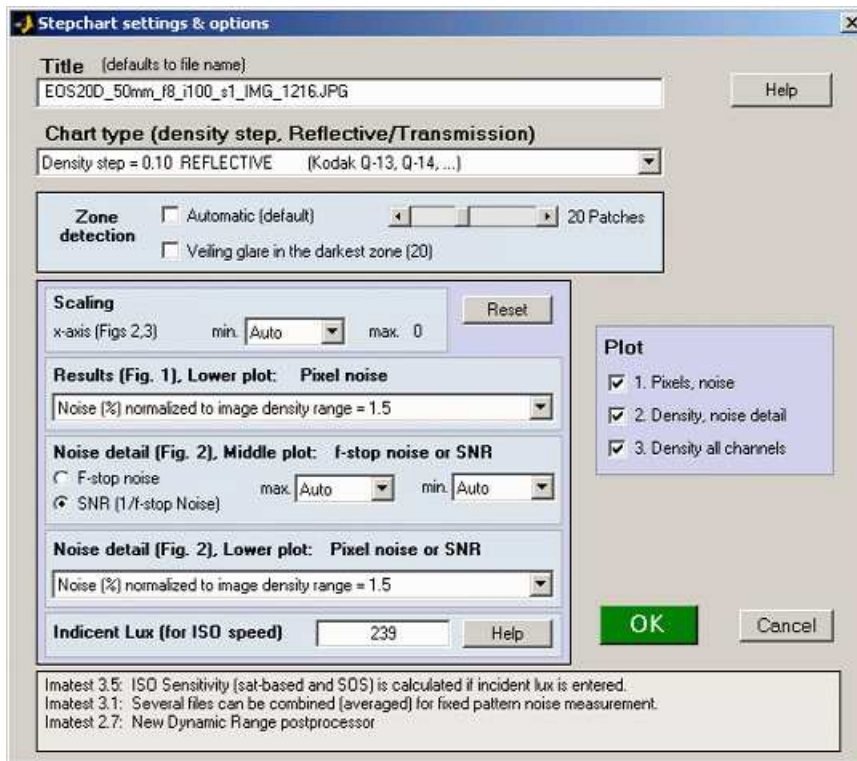 Stepchart settings & options
Title (defaults to file name)
EOS20D_50mm_f8_i100_s1_IMG_1216.JPG
Help
Chart type (density step, Reflective/Transmission)
Density step = 0.10 REFLECTIVE (Kodak Q-13, Q-14, ...)
Zone detection
Automatic (default)
20 Patches
Veiling glare in the darkest zone (20)
Scaling
x-axis (Figs 2,3) min. Auto max. 0
Reset
Results (Fig. 1), Lower plot: Pixel noise
Noise (%) normalized to image density range = 1.5
Noise detail (Fig. 2), Middle plot: f-stop noise or SNR
F-stop noise
SNR (1/f-stop Noise)
max. Auto min. Auto
Noise detail (Fig. 2), Lower plot: Pixel noise or SNR
Noise (%) normalized to image density range = 1.5
Indicent Lux (for ISO speed) 239 Help
Plot
1. Pixels, noise
2. Density, noise detail
3. Density all channels
OK
Cancel
Imatest 3.5: ISO Sensitivity (sat-based and SOS) is calculated if incident lux is entered.
Imatest 3.1: Several files can be combined (averaged) for fixed pattern noise measurement.
Imatest 2.7: New Dynamic Range postprocessor